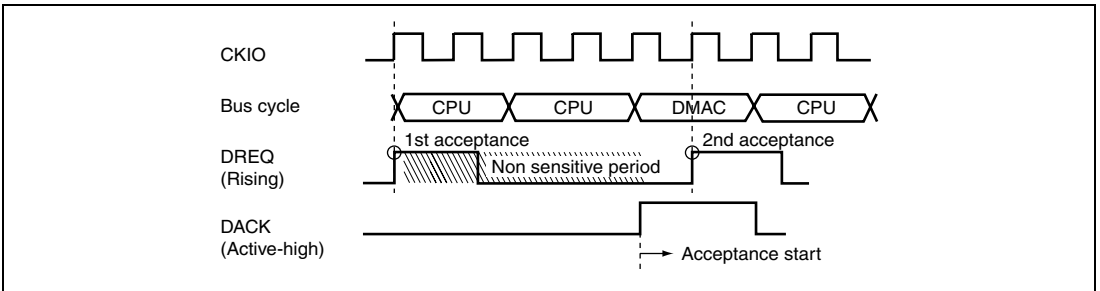 CKIO
Bus cycle CPU CPU DMAC CPU
1st acceptance 2nd acceptance
DREQ
(Rising)
Non sensitive period
DACK
(Active-high)
Acceptance start